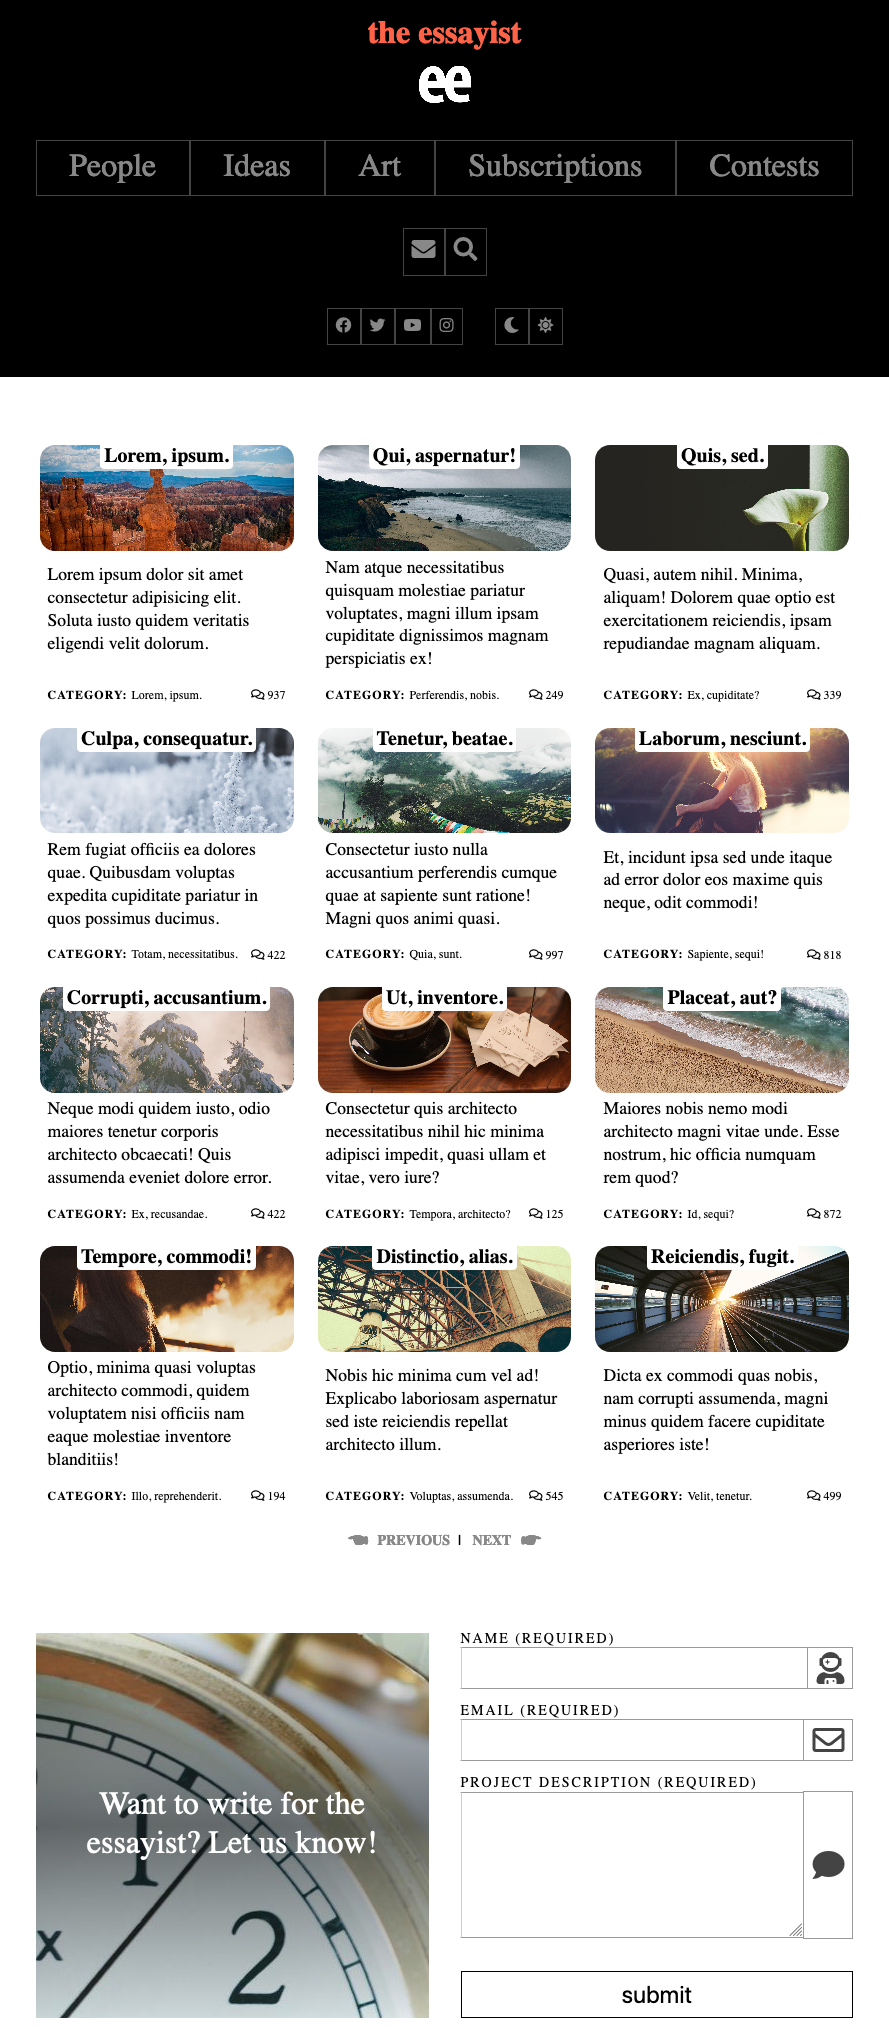 the essayist
ee
People Ideas Art Subscriptions Contests
Lorem, ipsum.
Lorem ipsum dolor sit amet
consectetur adipisicing elit.
Soluta iusto quidem veritatis
eligendi velit dolorum.
CATEGORY: Lorem, ipsum. 937
Qui, aspernatur!
Nam atque necessitatibus
quisquam molestiae pariatur
voluptates, magni illum ipsam
cupiditate dignissimos magnam
perspiciatis ex!
CATEGORY: Perferendis, nobis. 249
Quis, sed.
Quasi, autem nihil. Minima,
aliquam! Dolorem quae optio est
exercitationem reiciendis, ipsam
repudiandae magnam aliquam.
CATEGORY: Ex, cupiditate? 339
Culpa, consequatur.
Rem fugiat officiis ea dolores
quae. Quibusdam voluptas
expedita cupiditate pariatur in
quos possimus ducimus.
CATEGORY: Totam, necessitatibus. 422
Tenetur, beatae.
Consectetur iusto nulla
accusantium perferendis cumque
quae at sapiente sunt ratione!
Magni quos animi quasi.
CATEGORY: Quia, sunt. 997
Laborum, nesciunt.
Et, incidunt ipsa sed unde itaque
ad error dolor eos maxime quis
neque, odit commodi!
CATEGORY: Sapiente, sequi! 818
Corrupti, accusantium.
Neque modi quidem iusto, odio
maiores tenetur corporis
architecto obcaecati! Quis
assumenda eveniet dolore error.
CATEGORY: Ex, recusandae. 422
Ut, inventore.
Consectetur quis architecto
necessitatibus nihil hic minima
adipisci impedit, quasi ullam et
vitae, vero iure?
CATEGORY: Tempora, architecto? 125
Placeat, aut?
Maiores nobis nemo modi
architecto magni vitae unde. Esse
nostrum, hic officia numquam
rem quod?
CATEGORY: Id, sequi? 872
Tempore, commodi!
Optio, minima quasi voluptas
architecto commodi, quidem
voluptatem nisi officiis nam
eaque molestiae inventore
blanditiis!
CATEGORY: Illo, reprehenderit. 194
Distinctio, alias.
Nobis hic minima cum vel ad!
Explicabo laboriosam aspernatur
sed iste reiciendis repellat
architecto illum.
CATEGORY: Voluptas, assumenda. 545
Reiciendis, fugit.
Dicta ex commodi quas nobis,
nam corrupti assumenda, magni
minus quidem facere cupiditate
asperiores iste!
CATEGORY: Velit, tenetur. 499
PREVIOUS | NEXT
Want to write for the
essayist? Let us know!
1
2
x
NAME (REQUIRED)
EMAIL (REQUIRED)
PROJECT DESCRIPTION (REQUIRED)
submit